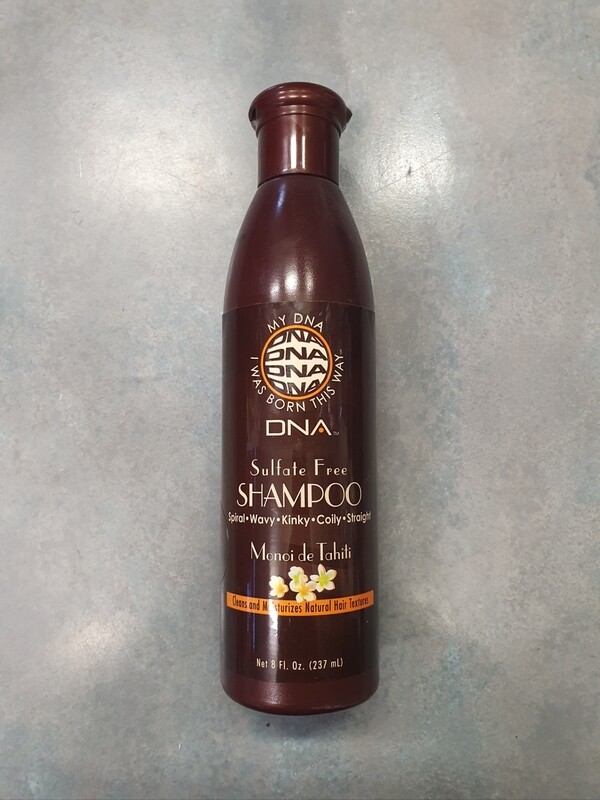 MY DNA
I WAS BORN THIS WAY
DNA
DNA
DNA
DNA
DNA™
Sulfate Free
SHAMPOO
Spiral•Wavy•Kinky•Coily•Straight
Monoi de Tahiti
Cleans and Moisturizes Natural Hair Textures
Net 8 Fl. Oz. (237 mL)